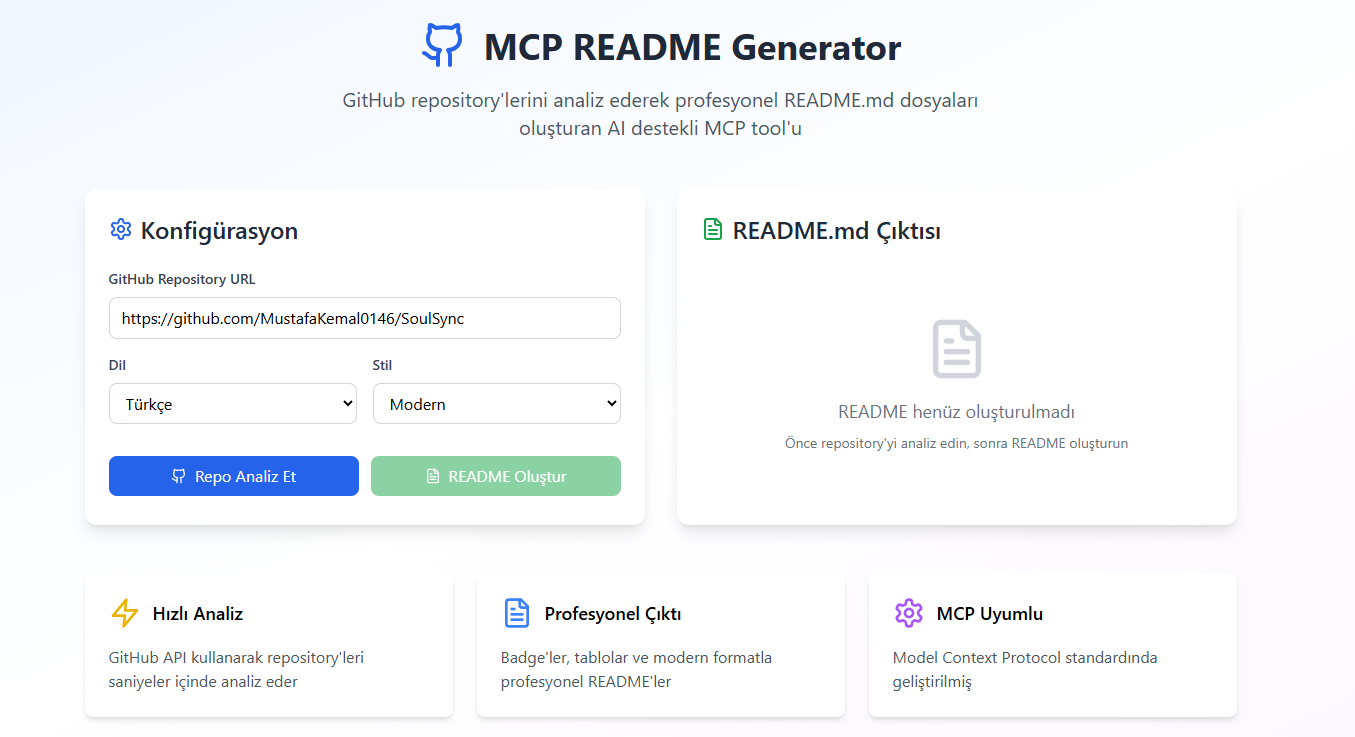 MCP README Generator
GitHub repository'lerini analiz ederek profesyonel README.md dosyaları
oluşturan AI destekli MCP tool'u
Konfigürasyon
GitHub Repository URL
https://github.com/MustafaKemal0146/SoulSync
Dil
Stil
Türkçe
Modern
Repo Analiz Et
README Oluştur
README.md Çıktısı
README henüz oluşturulmadı
Önce repository'yi analiz edin, sonra README oluşturun
Hızlı Analiz
GitHub API kullanarak repository'leri
saniyeler içinde analiz eder
Profesyonel Çıktı
Badge'ler, tablolar ve modern formatla
profesyonel README'ler
MCP Uyumlu
Model Context Protocol standardında
geliştirilmiş